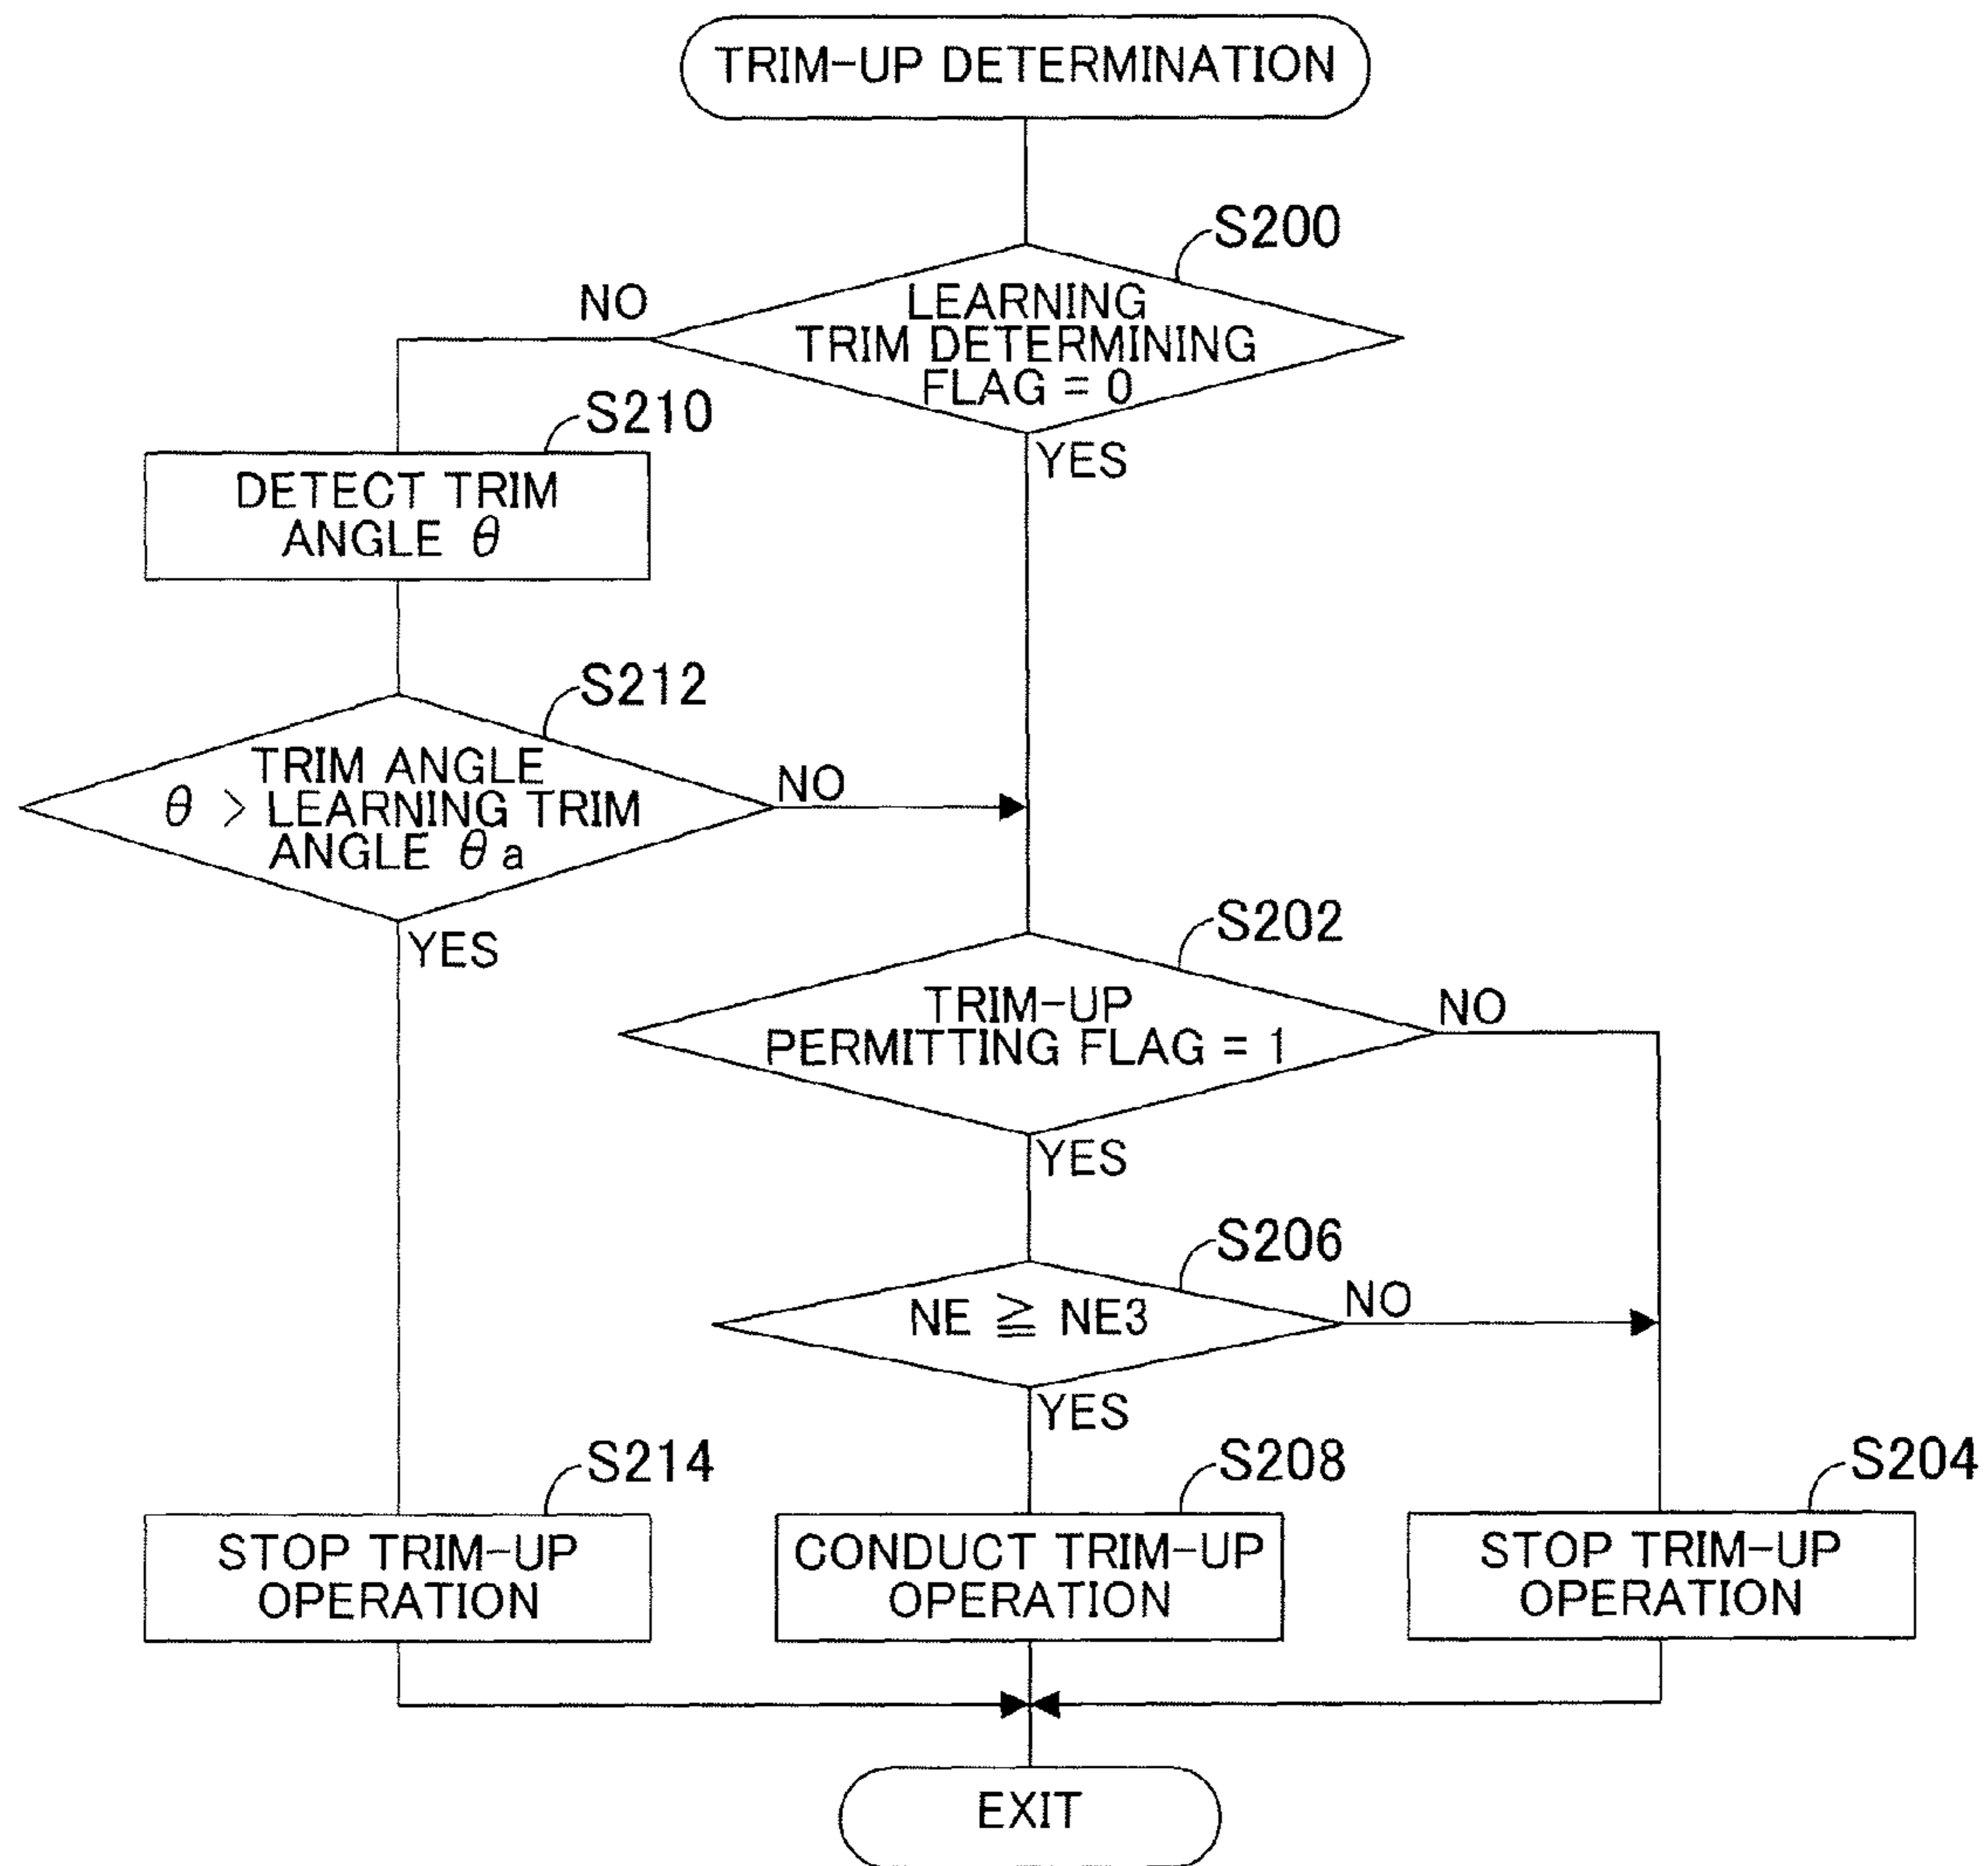 TRIM-UP DETERMINATION
S200
NO
LEARNING
TRIM DETERMINING
FLAG = 0
YES
S210
DETECT TRIM
ANGLE θ
S212
TRIM ANGLE
θ > LEARNING TRIM
ANGLE θa
NO
YES
S202
TRIM-UP
PERMITTING FLAG = 1
NO
YES
S206
NE ≧ NE3
NO
YES
S214
STOP TRIM-UP
OPERATION
S208
CONDUCT TRIM-UP
OPERATION
S204
STOP TRIM-UP
OPERATION
EXIT